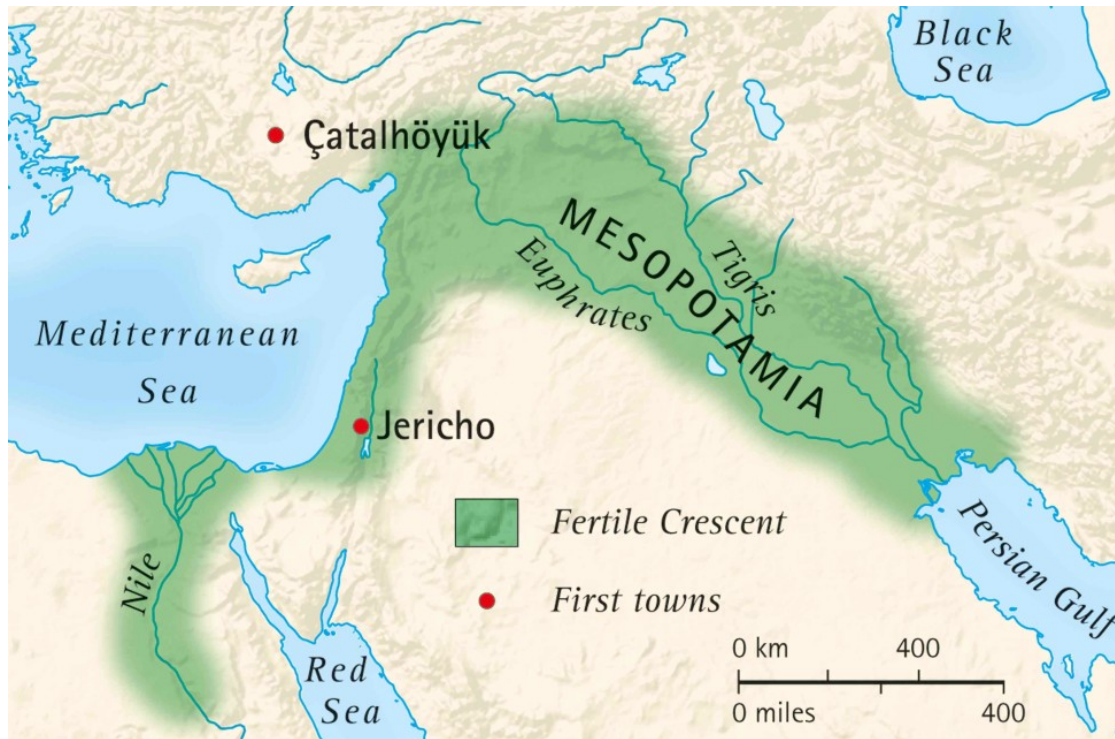 Black
Sea
Çatalhöyük
MESOPOTAMIA
Tigris
Euphrates
Mediterranean
Sea
Jericho
Fertile Crescent
Nile
Persian Gulf
First towns
Red
Sea
0 km 400
0 miles 400